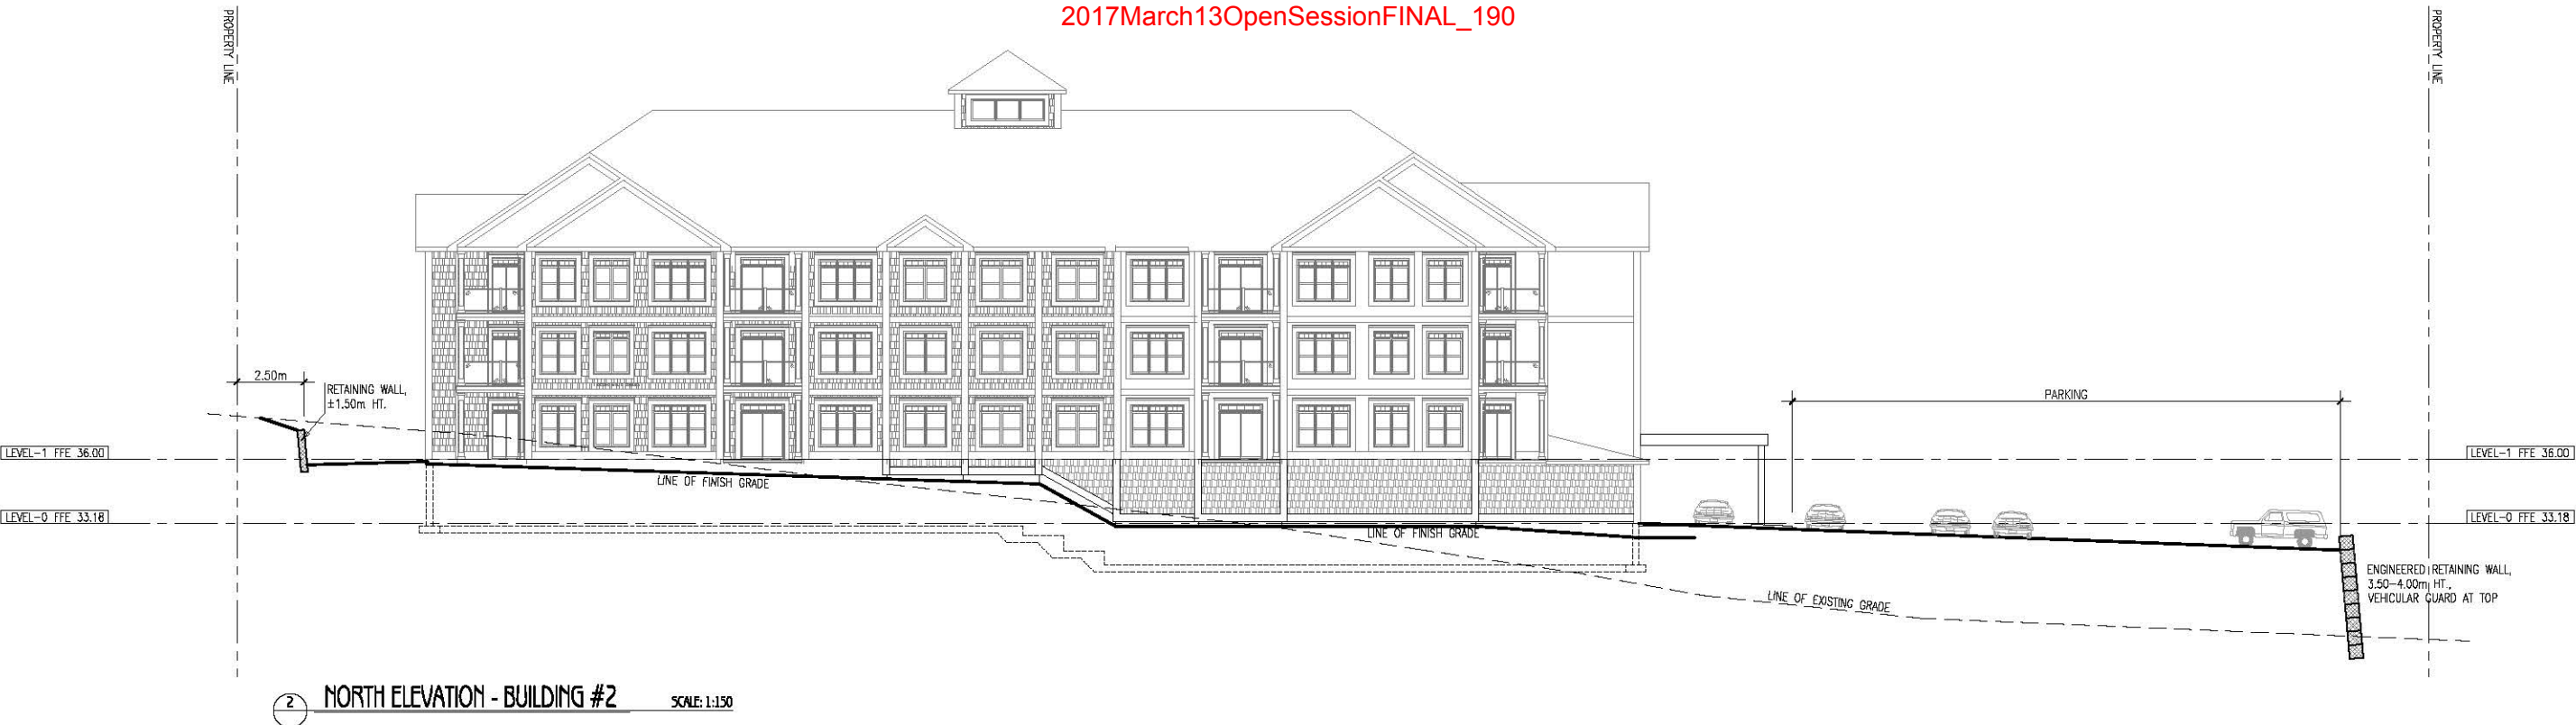 2017March13OpenSessionFINAL_190
PROPERTY LINE
PROPERTY LINE
2.50m
RETAINING WALL,
±1.50m HT.
PARKING
LEVEL-1 FFE 36.00
LEVEL-1 FFE 36.00
LINE OF FINISH GRADE
LEVEL-0 FFE 33.18
LEVEL-0 FFE 33.18
LINE OF FINISH GRADE
ENGINEERED RETAINING WALL,
3.50-4.00m HT.,
VEHICULAR GUARD AT TOP
LINE OF EXISTING GRADE
2 NORTH ELEVATION - BUILDING #2 SCALE: 1:150